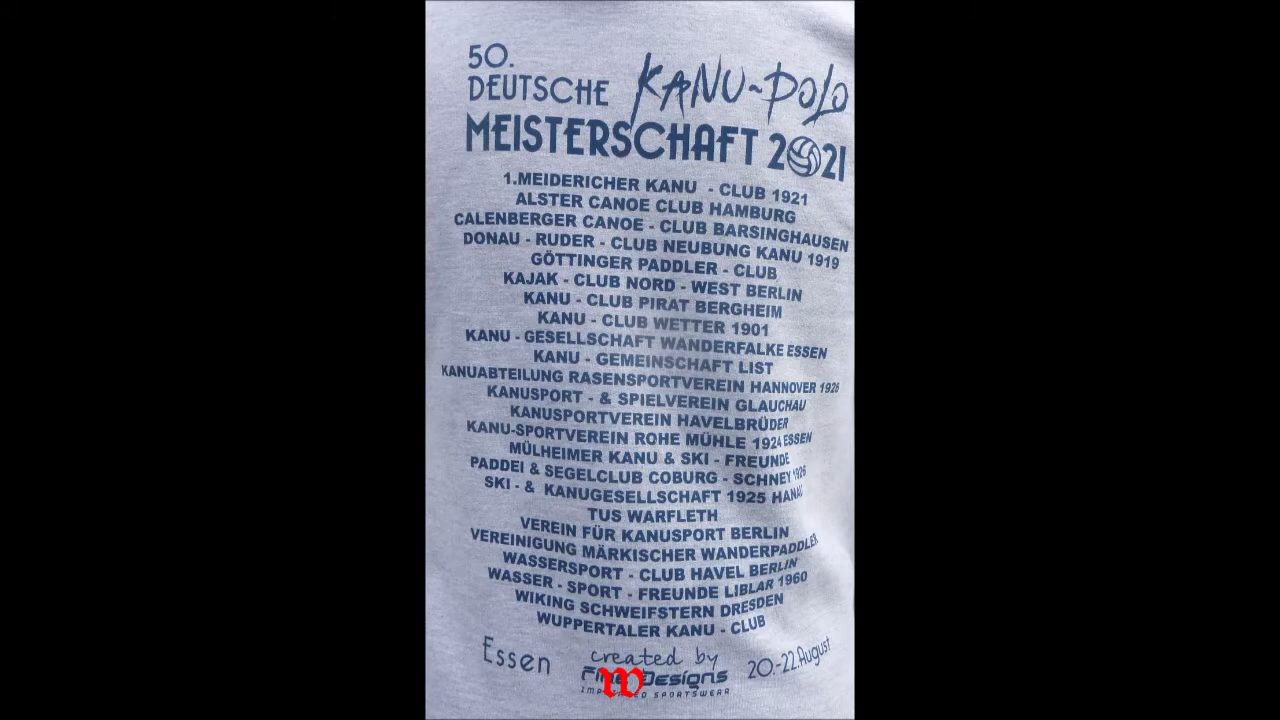 50.
DEUTSCHE KANU-POLO
MEISTERSCHAFT 2021
1.MEIDERICHER KANU - CLUB 1921
ALSTER CANOE CLUB HAMBURG
CALENBERGER CANOE - CLUB BARSINGHAUSEN
DONAU - RUDER - CLUB NEUBUNG KANU 1919
GÖTTINGER PADDLER - CLUB
KAJAK - CLUB NORD - WEST BERLIN
KANU - CLUB PIRAT BERGHEIM
KANU - CLUB WETTER 1901
KANU - GESELLSCHAFT WANDERFALKE ESSEN
KANU - GEMEINSCHAFT LIST
KANUABTEILUNG RASENSPORTVEREIN HANNOVER 1926
KANUSPORT - & SPIELVEREIN GLAUCHAU
KANUSPORTVEREIN HAVELBRÜDER
KANU-SPORTVEREIN ROHE MÜHLE 1924 ESSEN
MÜLHEIMER KANU & SKI - FREUNDE
PADDEI & SEGELCLUB COBURG - SCHNEY 1926
SKI - & KANUGESELLSCHAFT 1925 HANAU
TUS WARFLETH
VEREIN FÜR KANUSPORT BERLIN
VEREINIGUNG MÄRKISCHER WANDERPADDLER
WASSERSPORT - CLUB HAVEL BERLIN
WASSER - SPORT - FREUNDE LIBLAR 1960
WIKING SCHWEIFSTERN DRESDEN
WUPPERTALER KANU - CLUB
Essen created by 20.-22.August
Designs
SPORTSWEAR
W